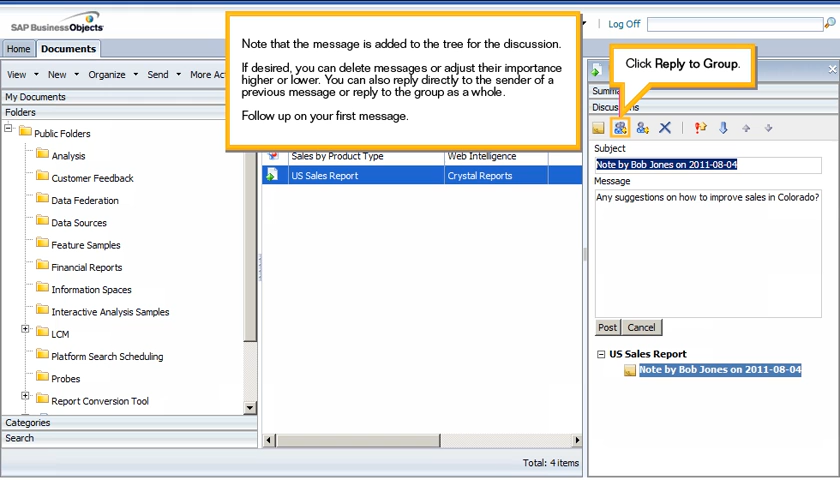 SAP BusinessObjects
Log Off
Home
Documents
View
New
Organize
Send
More Ac
My Documents
Folders
Public Folders
Analysis
Customer Feedback
Data Federation
Data Sources
Feature Samples
Financial Reports
Information Spaces
Interactive Analysis Samples
LCM
Platform Search Scheduling
Probes
Report Conversion Tool
Categories
Search
Note that the message is added to the tree for the discussion.
If desired, you can delete messages or adjust their importance
higher or lower. You can also reply directly to the sender of a
previous message or reply to the group as a whole.
Follow up on your first message.
Sales by Product Type
Web Intelligence
US Sales Report
Crystal Reports
Total: 4 items
Click Reply to Group.
Summa
Discu
ns
Subject
Note by Bob Jones on 2011-08-04
Message
Any suggestions on how to improve sales in Colorado?
Post
Cancel
US Sales Report
Note by Bob Jones on 2011-08-04